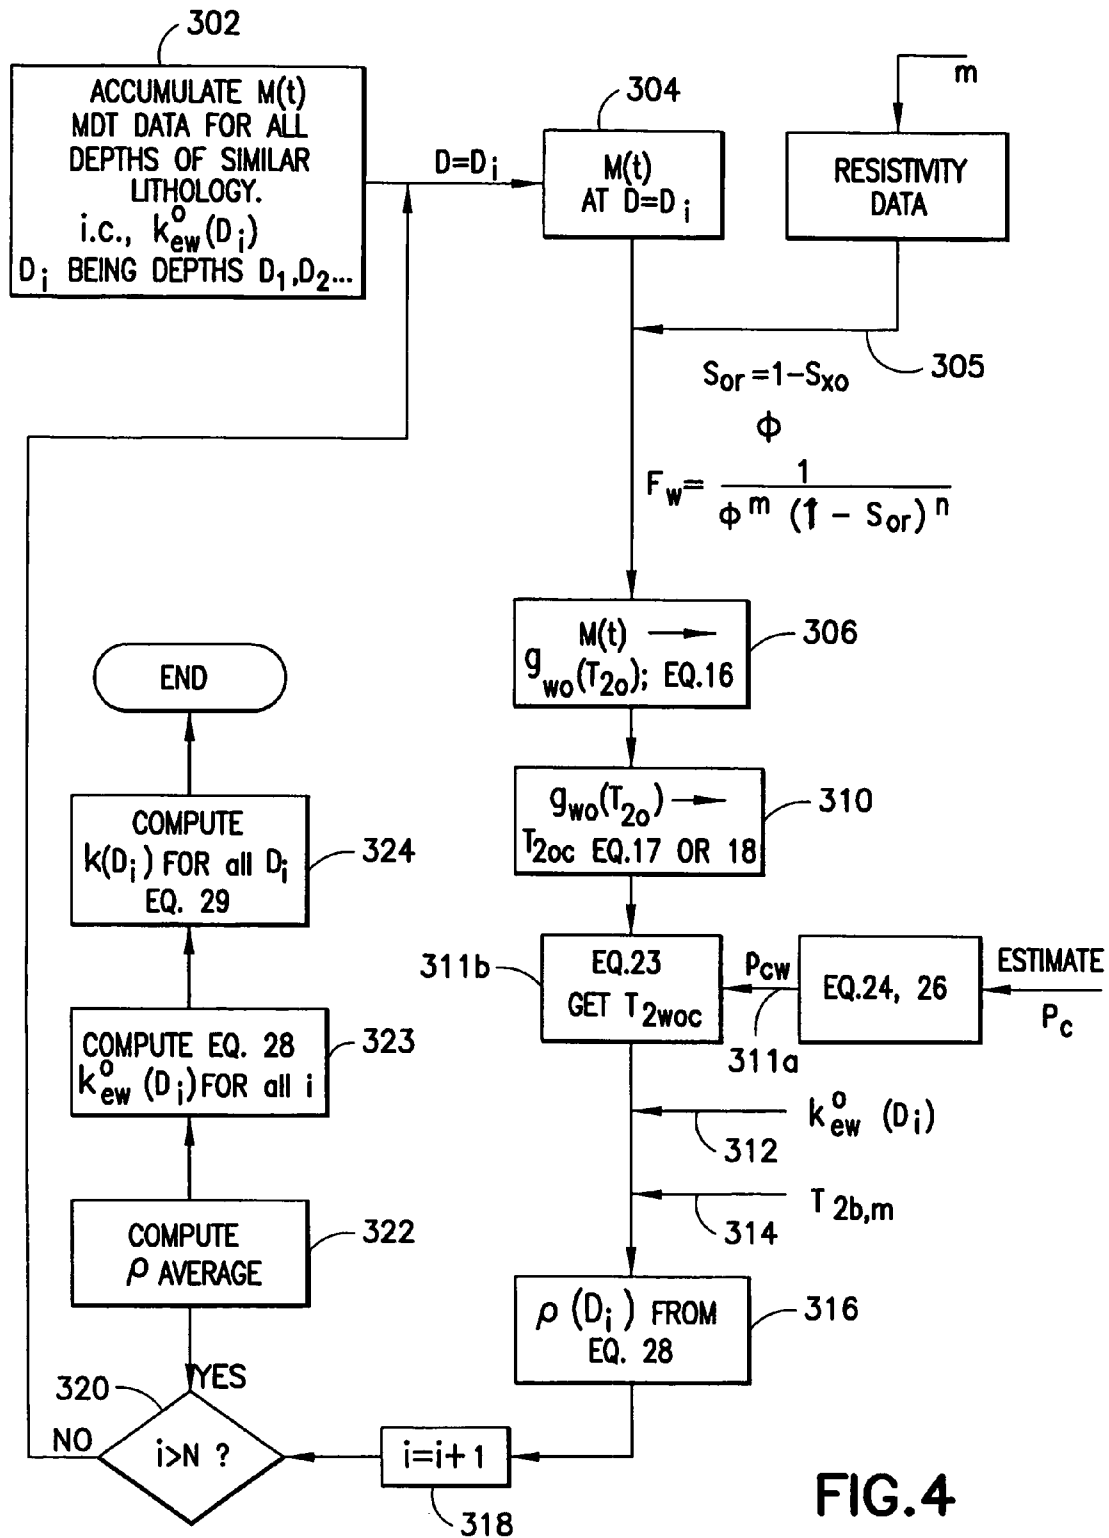 302
ACCUMULATE M(t)
MDT DATA FOR ALL
DEPTHS OF SIMILAR
LITHOLOGY.
i.c., k°ew(Di)
Di BEING DEPTHS D1,D2...
D=Di
304
M(t)
AT D=Di
m
RESISTIVITY
DATA
305
Sor=1-Sxo
ϕ
Fw= 1 / ϕ^m (1 - Sor)^n
M(t) →
gwo(T2o); EQ.16
306
gwo(T2o) →
T2oc EQ.17 OR 18
310
EQ.23
GET T2woc
311b
Pcw
311a
EQ.24, 26
ESTIMATE
Pc
k°ew (Di)
312
T2b,m
314
ρ (Di) FROM
EQ. 28
316
i=i+1
318
i>N ?
320
YES
NO
COMPUTE
ρ AVERAGE
322
COMPUTE EQ. 28
k°ew (Di) FOR all i
323
COMPUTE
k(Di) FOR all Di
EQ. 29
324
END
FIG.4